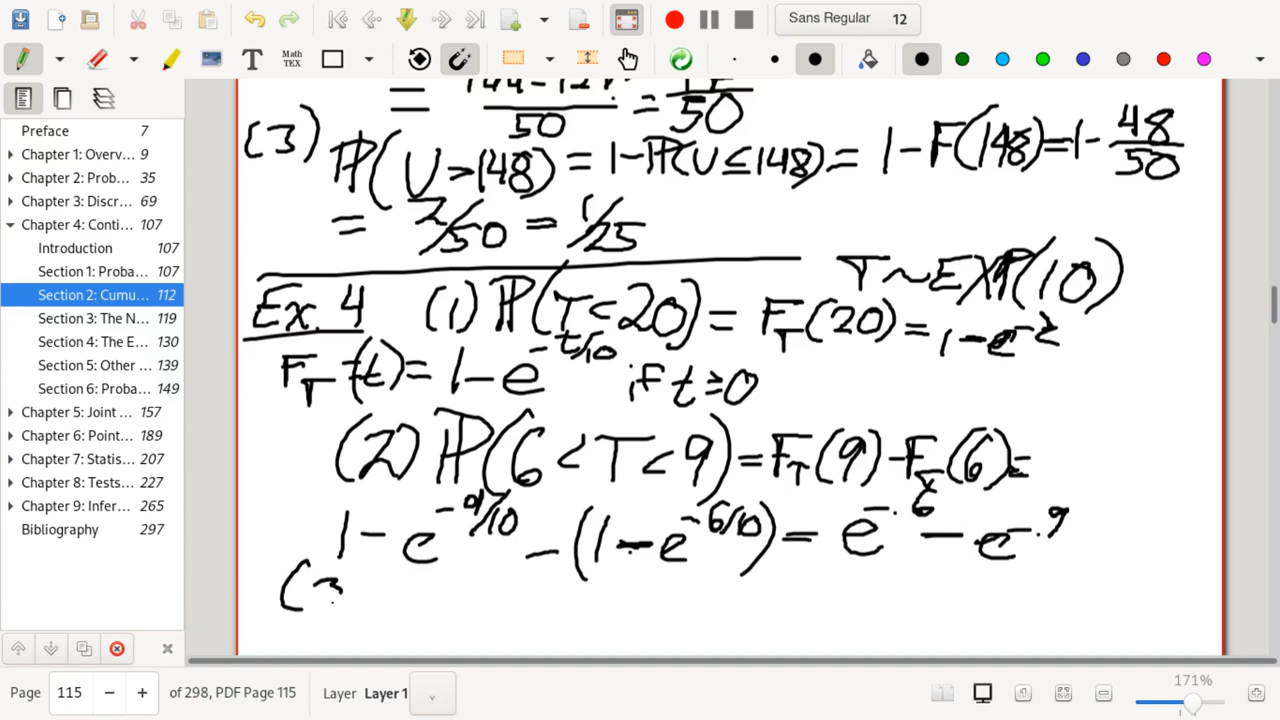 Sans Regular 12
Math TEX
Preface 7
Chapter 1: Overv... 9
Chapter 2: Prob... 35
Chapter 3: Discr... 69
Chapter 4: Conti... 107
Introduction 107
Section 1: Proba... 107
Section 2: Cumu... 112
Section 3: The N... 119
Section 4: The E... 130
Section 5: Other ... 139
Section 6: Proba... 149
Chapter 5: Joint ... 157
Chapter 6: Point... 189
Chapter 7: Statis... 207
Chapter 8: Tests... 227
Chapter 9: Infer... 265
Bibliography 297
= /50 = /50
(3) ℙ(U>148) = 1-ℙ(U≤148) = 1-F(148) = 1- 48/50
= 2/50 = 1/25
T~EXP(10)
Ex. 4 (1) ℙ(T<20) = F_T(20) = 1-e^-2
F_T(t) = 1-e^-t/10 if t≥0
(2) ℙ(6<T<9) = F_T(9) - F_T(6) =
1-e^-9/10 - (1-e^-6/10) = e^-.6 - e^-.9
(3
Page 115 of 298, PDF Page 115 Layer Layer 1 171%